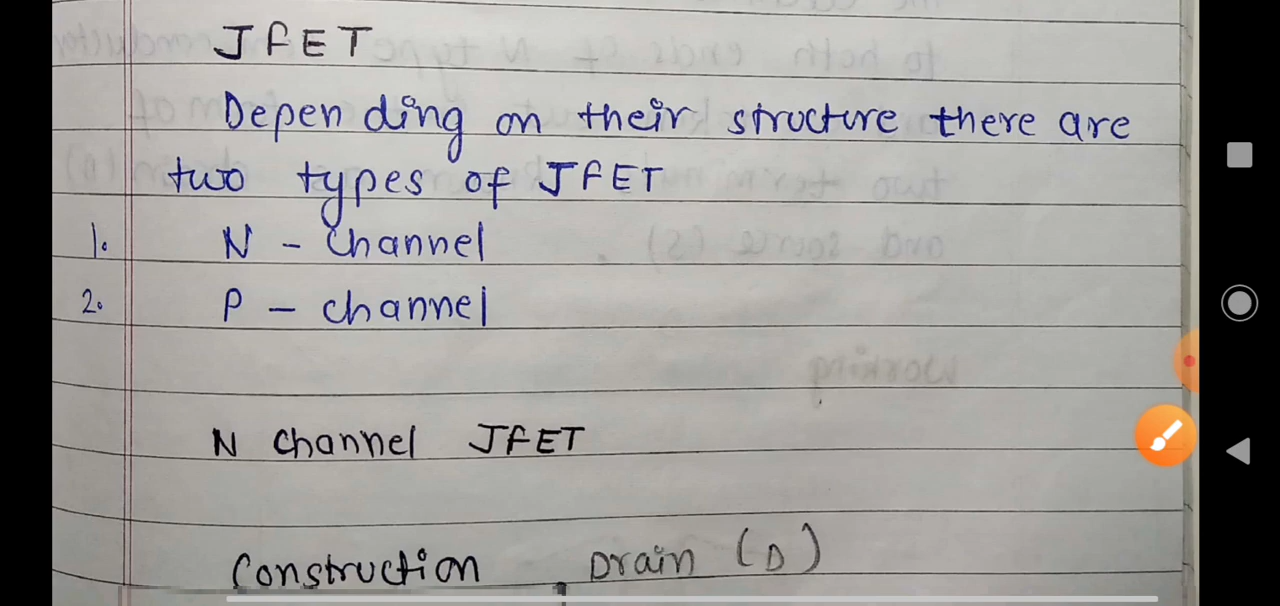 JFET
Depending on their structure there are
two types of JFET
1. N - channel
2. P - channel
N channel JFET
Construction Drain (D)